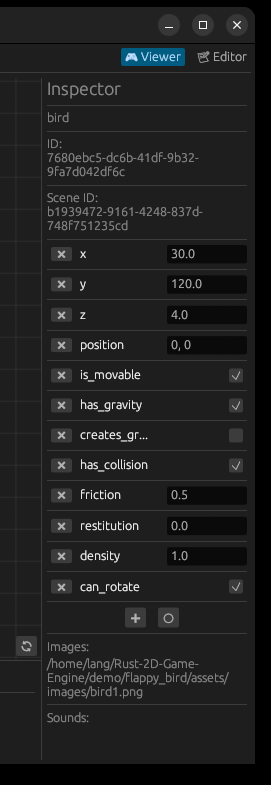 Viewer Editor
Inspector
bird
ID:
7680ebc5-dc6b-41df-9b32-
9fa7d042df6c
Scene ID:
b1939472-9161-4248-837d-
748f751235cd
x 30.0
y 120.0
z 4.0
position 0, 0
is_movable
has_gravity
creates_gr...
has_collision
friction 0.5
restitution 0.0
density 1.0
can_rotate
Images:
/home/lang/Rust-2D-Game-
Engine/demo/flappy_bird/assets/
images/bird1.png
Sounds: